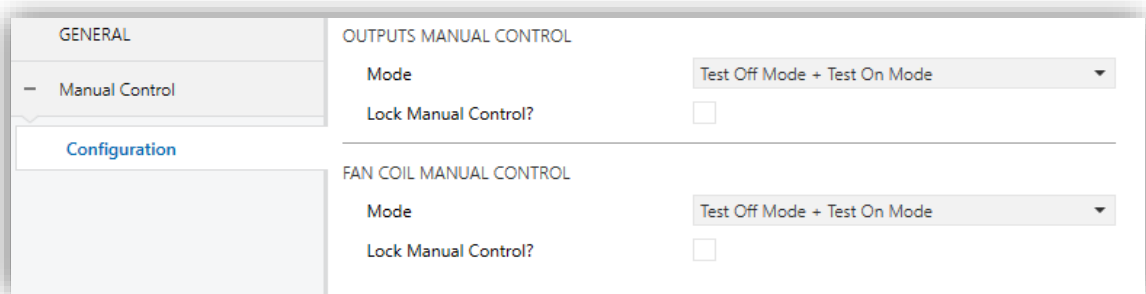 GENERAL
Manual Control
Configuration
OUTPUTS MANUAL CONTROL
Mode Test Off Mode + Test On Mode
Lock Manual Control?
FAN COIL MANUAL CONTROL
Mode Test Off Mode + Test On Mode
Lock Manual Control?